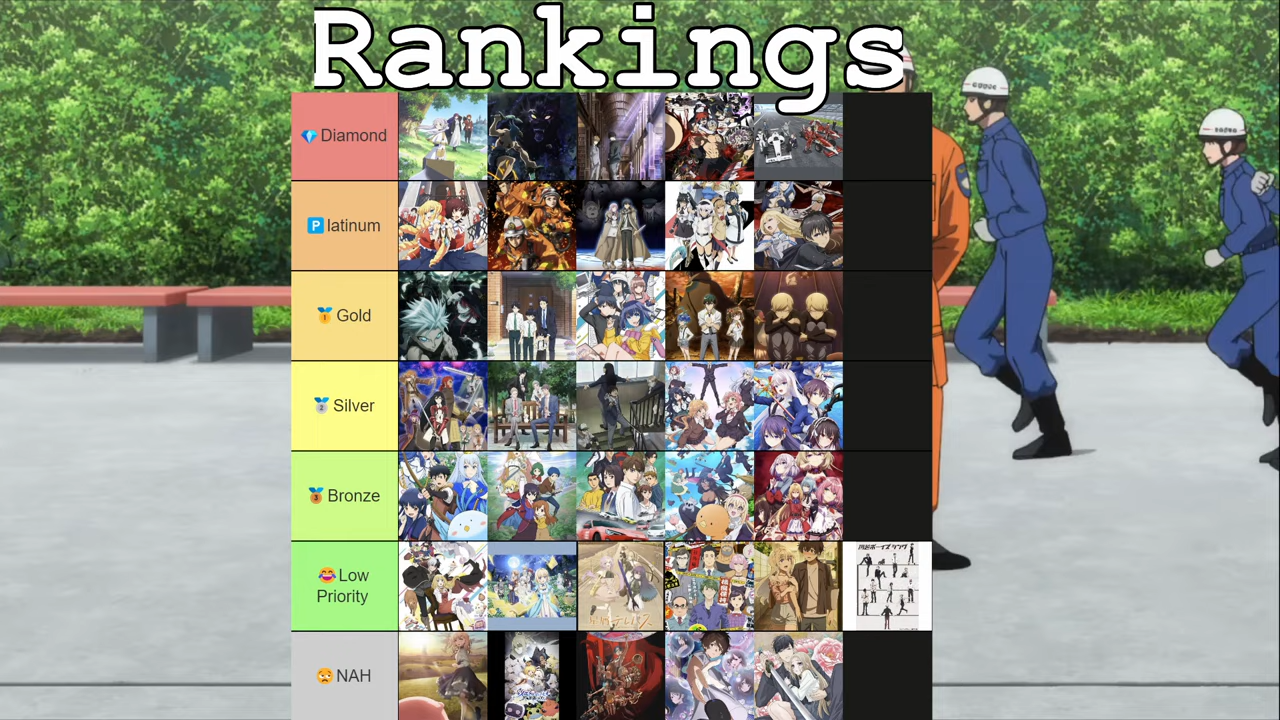 Rankings
💎Diamond
🅿latinum
🥇Gold
🥈Silver
🥉Bronze
😂Low
Priority
😫NAH